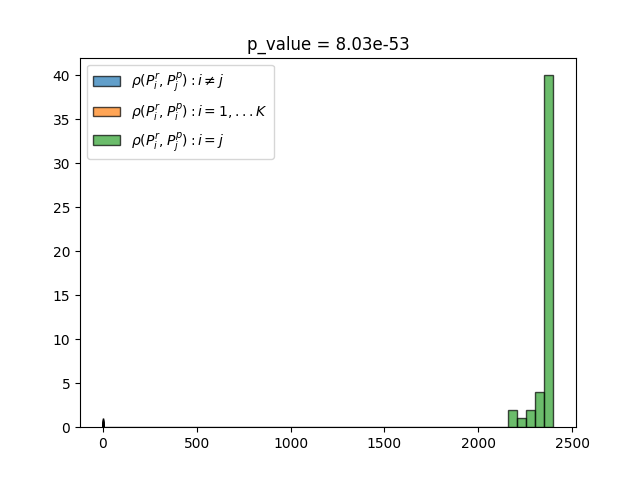 p_value = 8.03e-53
ρ(P_i^r, P_j^p) : i ≠ j
ρ(P_i^r, P_i^p) : i = 1, ... K
ρ(P_i^r, P_j^p) : i = j
40
35
30
25
20
15
10
5
0
0 500 1000 1500 2000 2500